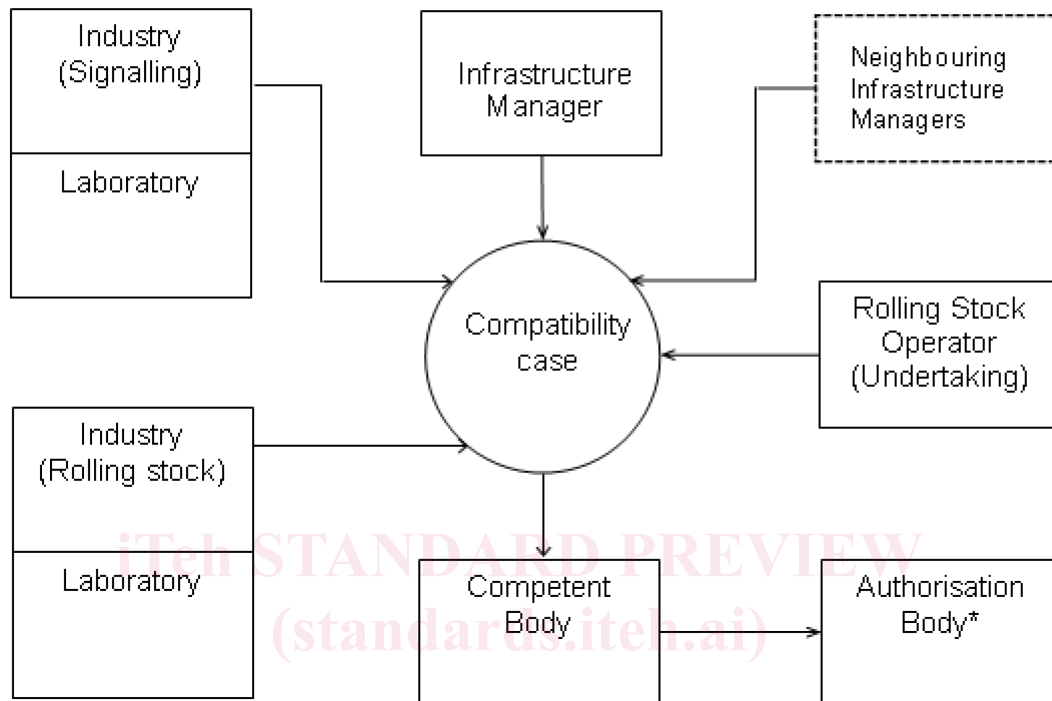 Industry
(Signalling)
Laboratory
Infrastructure
Manager
Neighbouring
Infrastructure
Managers
Compatibility
case
Rolling Stock
Operator
(Undertaking)
Industry
(Rolling stock)
Laboratory
iTeh STANDARD PREVIEW
(standards.iteh.ai)
Competent
Body
Authorisation
Body*